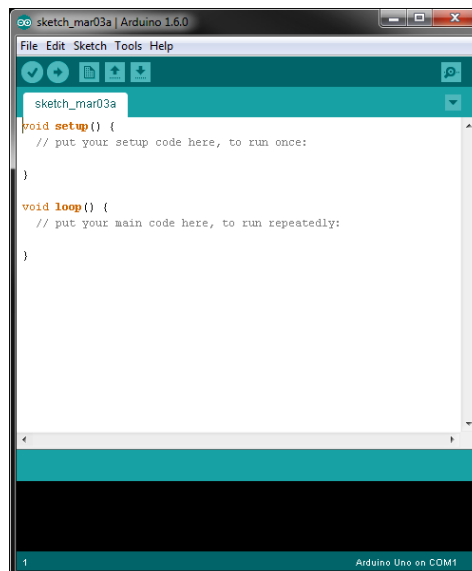 sketch_mar03a | Arduino 1.6.0
File Edit Sketch Tools Help
sketch_mar03a
void setup() {
  // put your setup code here, to run once:
}
void loop() {
  // put your main code here, to run repeatedly:
}
1 Arduino Uno on COM1